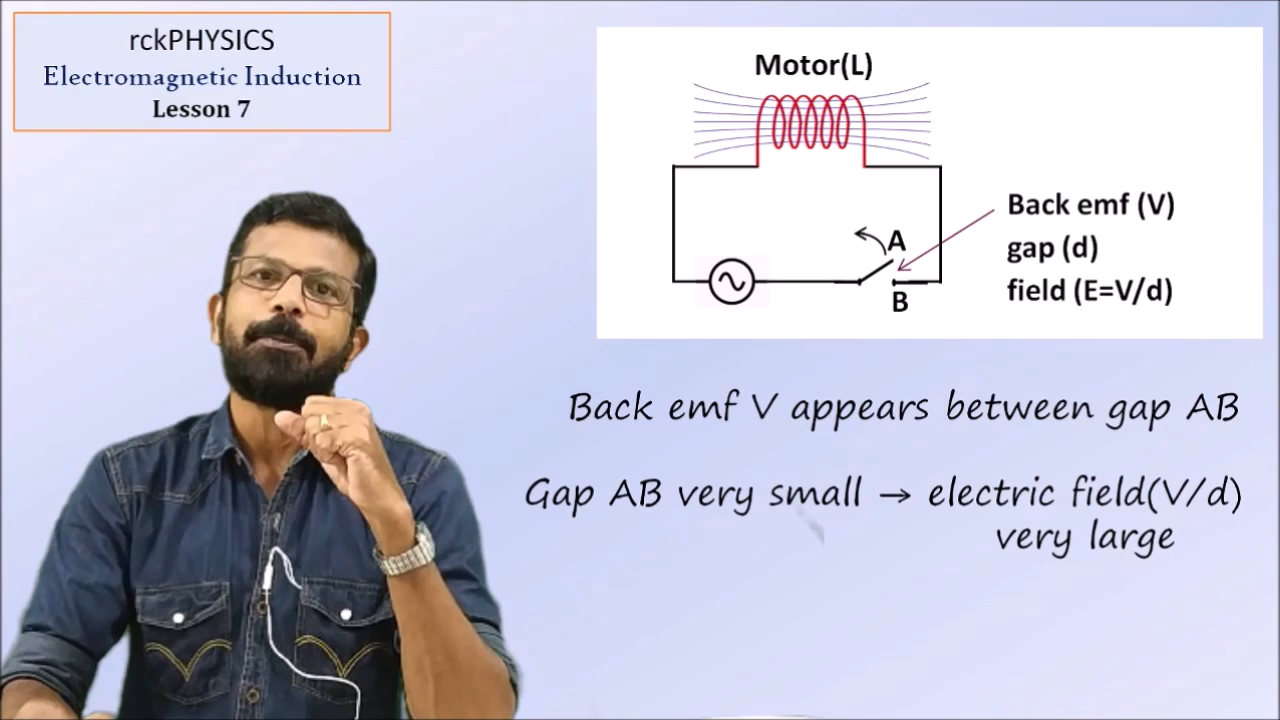 rckPHYSICS
Electromagnetic Induction
Lesson 7
Motor(L)
Back emf (V)
gap (d)
field (E=V/d)
A
B
Back emf V appears between gap AB
Gap AB very small → electric field(V/d)
very large